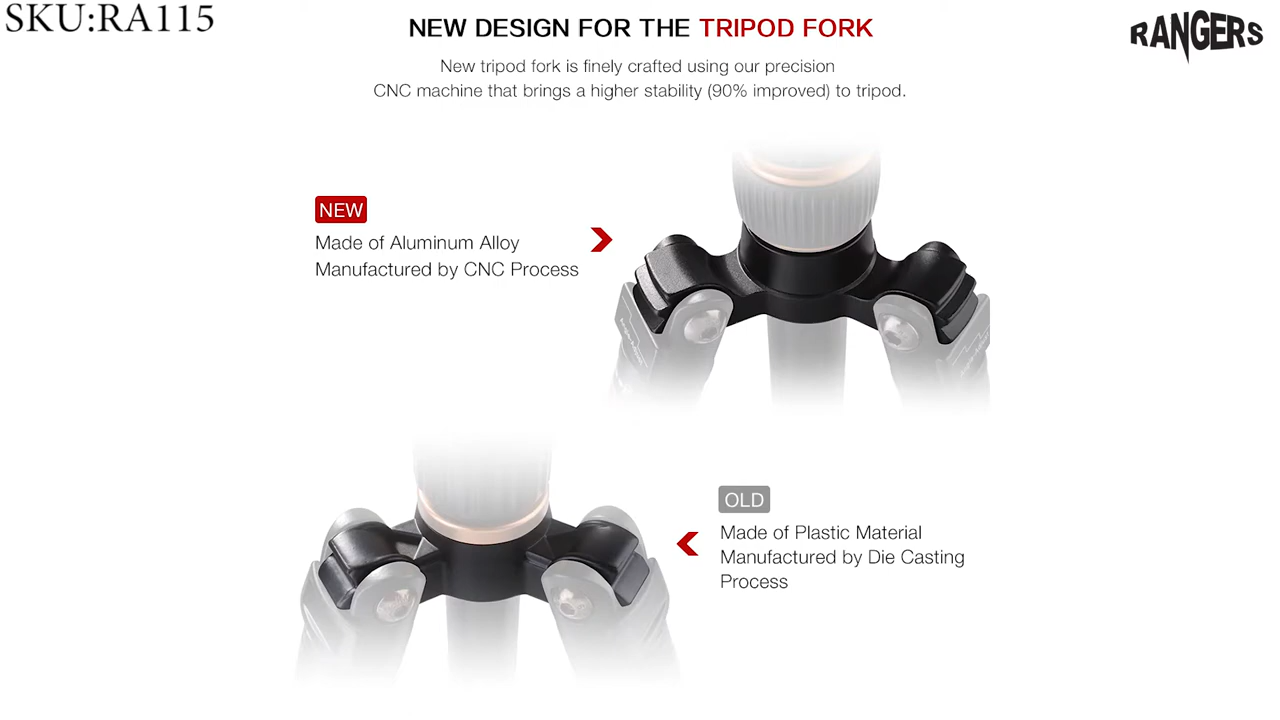 SKU:RA115
NEW DESIGN FOR THE TRIPOD FORK
RANGERS
New tripod fork is finely crafted using our precision
CNC machine that brings a higher stability (90% improved) to tripod.
NEW
Made of Aluminum Alloy
Manufactured by CNC Process
OLD
Made of Plastic Material
Manufactured by Die Casting
Process